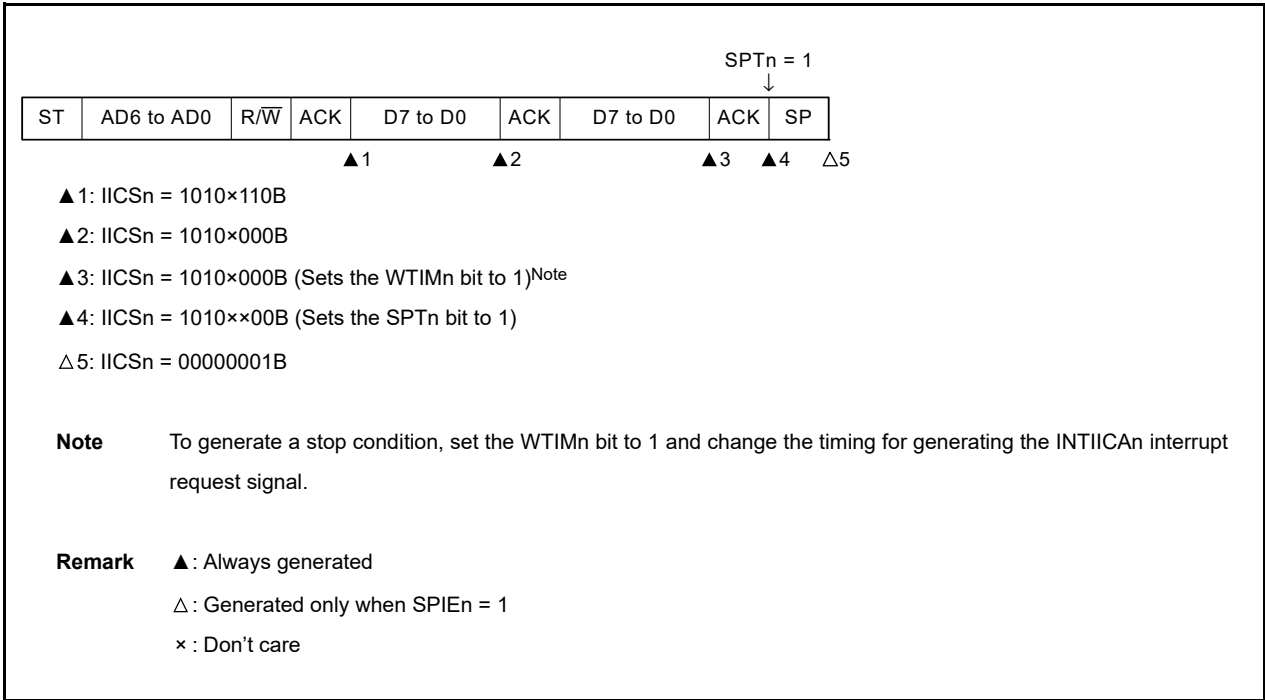 SPTn = 1
↓
ST AD6 to AD0 R/W̅ ACK D7 to D0 ACK D7 to D0 ACK SP
▲1 ▲2 ▲3 ▲4 △5
▲1: IICSn = 1010×110B
▲2: IICSn = 1010×000B
▲3: IICSn = 1010×000B (Sets the WTIMn bit to 1)Note
▲4: IICSn = 1010××00B (Sets the SPTn bit to 1)
△5: IICSn = 00000001B
Note To generate a stop condition, set the WTIMn bit to 1 and change the timing for generating the INTIICAn interrupt
request signal.
Remark ▲: Always generated
△: Generated only when SPIEn = 1
× : Don't care